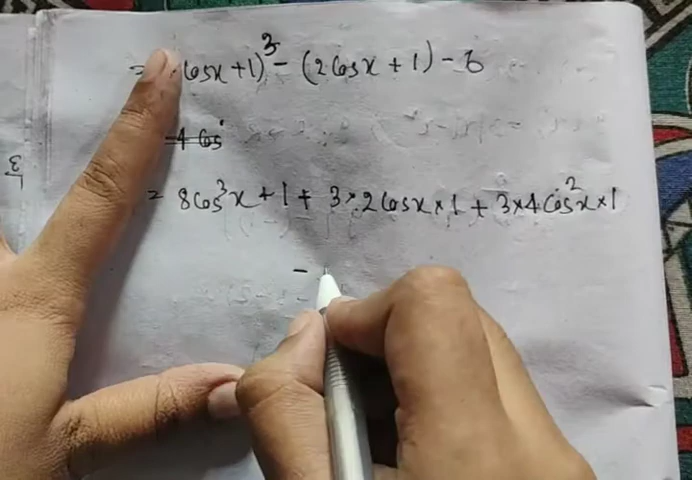 = cosx+1)³ - (2cosx + 1) - 6
= 8cos³x + 1 + 3×2cosx×1 + 3×4cos²x×1
-